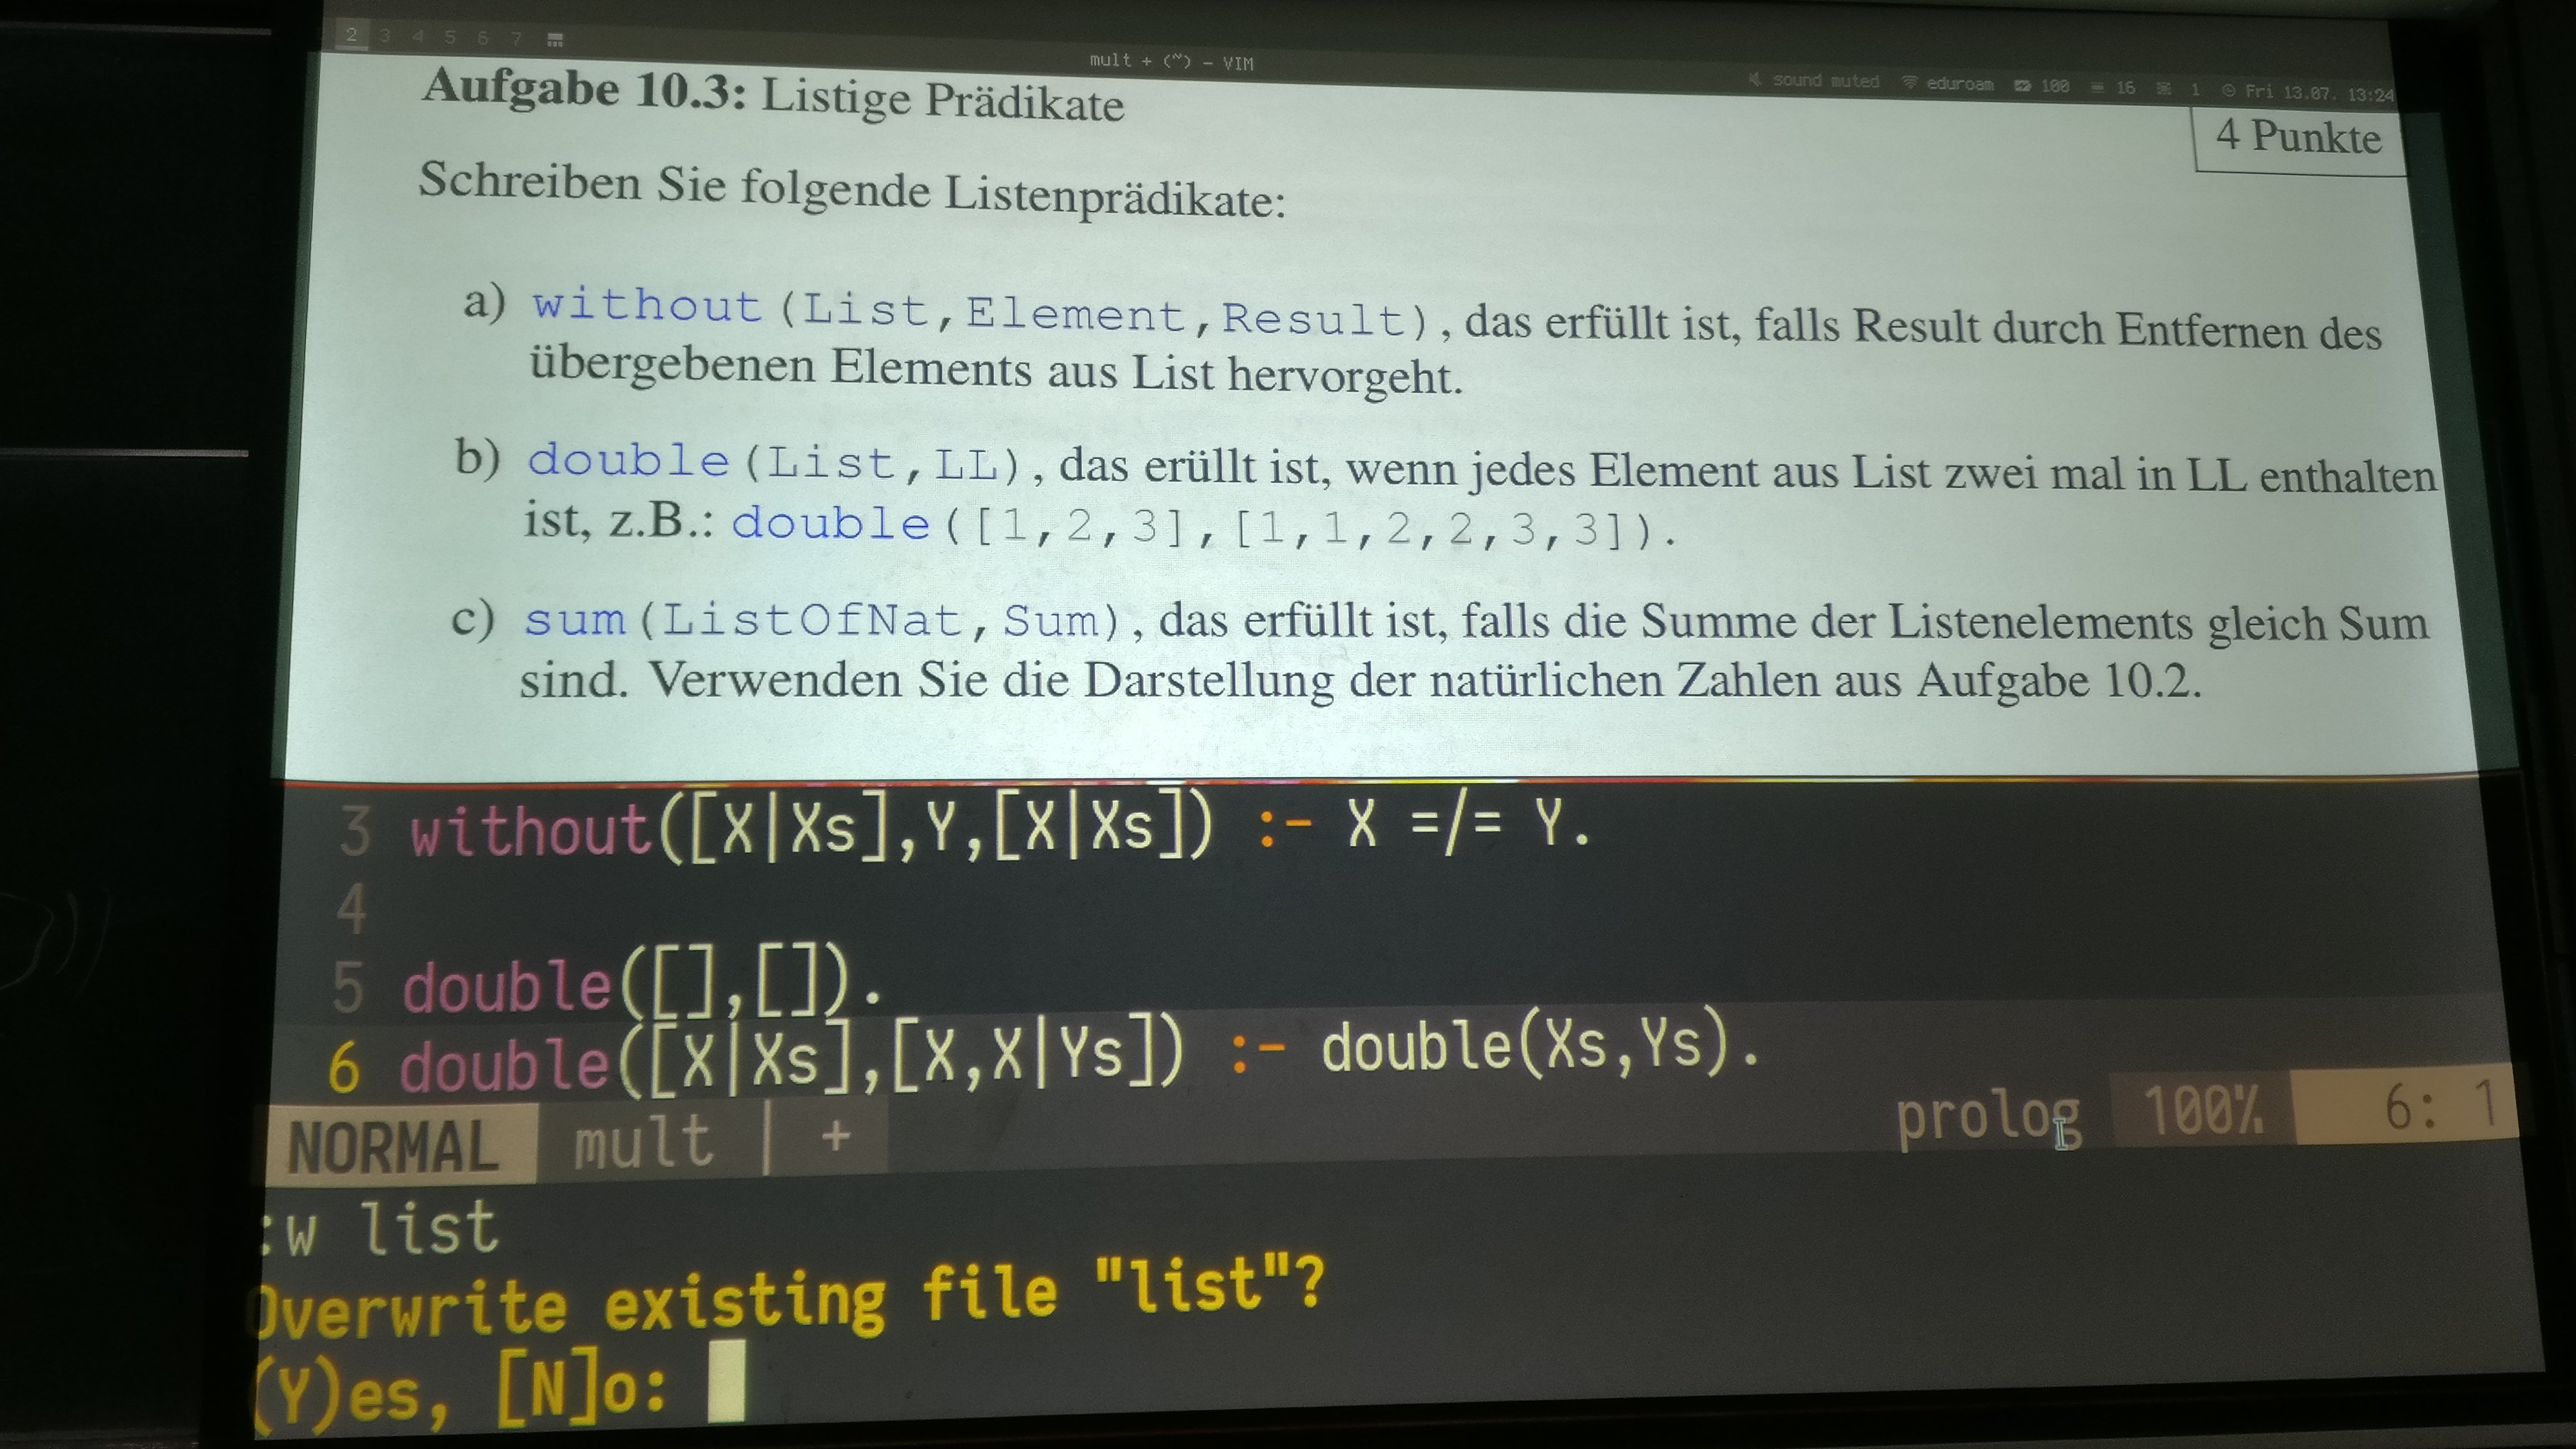 2 3 4 5 6 7
mult + (~) - VIM
sound muted eduroam 100 16 1 Fri 13.07. 13:24
Aufgabe 10.3: Listige Prädikate
4 Punkte
Schreiben Sie folgende Listenprädikate:
a) without(List,Element,Result), das erfüllt ist, falls Result durch Entfernen des
übergebenen Elements aus List hervorgeht.
b) double(List,LL), das erüllt ist, wenn jedes Element aus List zwei mal in LL enthalten
ist, z.B.: double([1,2,3],[1,1,2,2,3,3]).
c) sum(ListOfNat,Sum), das erfüllt ist, falls die Summe der Listenelements gleich Sum
sind. Verwenden Sie die Darstellung der natürlichen Zahlen aus Aufgabe 10.2.
3 without([X|Xs],Y,[X|Xs]) :- X =/= Y.
4
5 double([],[]).
6 double([X|Xs],[X,X|Ys]) :- double(Xs,Ys).
NORMAL mult | + prolog 100% 6: 1
:w list
Overwrite existing file "list"?
(Y)es, [N]o: